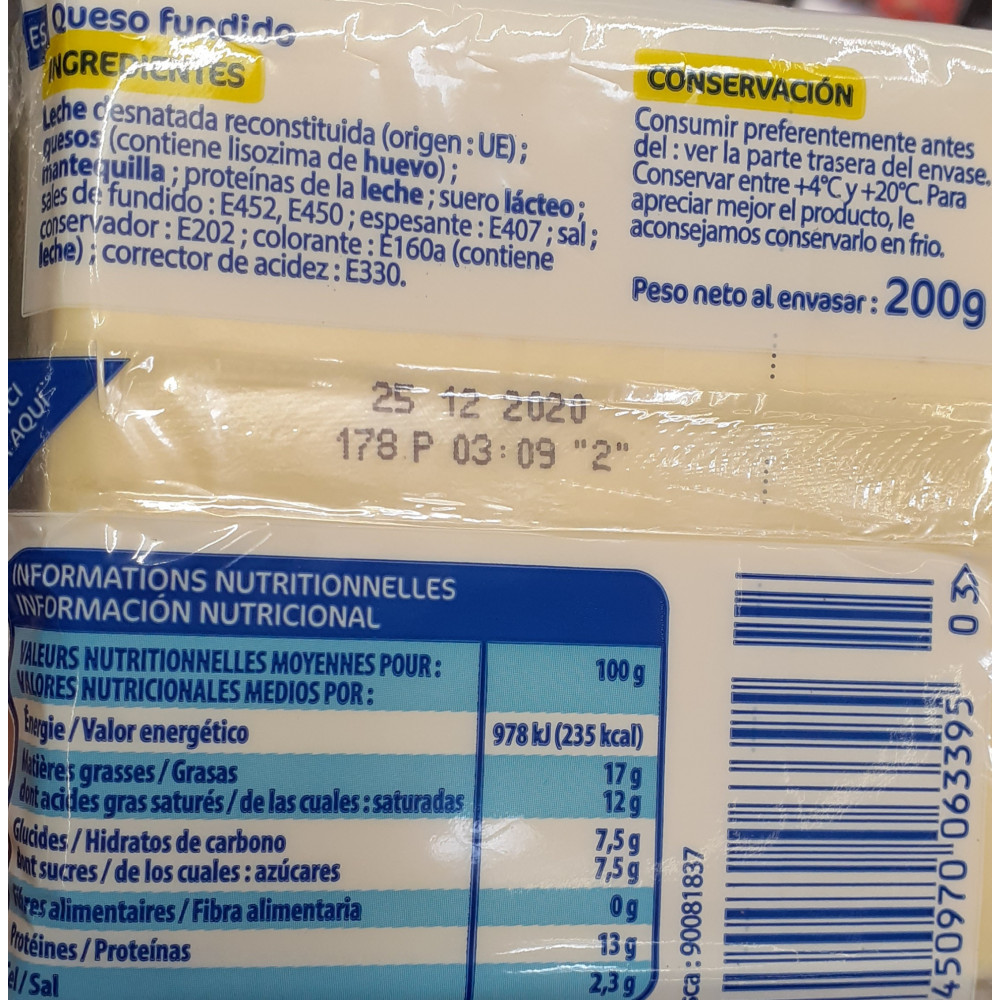 ES Queso fundido
INGREDIENTES
Leche desnatada reconstituida (origen : UE) ;
quesos (contiene lisozima de huevo) ;
mantequilla ; proteínas de la leche ; suero lácteo ;
sales de fundido : E452, E450 ; espesante : E407 ; sal ;
conservador : E202 ; colorante : E160a (contiene
leche) ; corrector de acidez : E330.
CONSERVACIÓN
Consumir preferentemente antes
del : ver la parte trasera del envase.
Conservar entre +4°C y +20°C. Para
apreciar mejor el producto, le
aconsejamos conservarlo en frio.
Peso neto al envasar : 200g
AQUÍ
25 12 2020
178 P 03:09 "2"
INFORMATIONS NUTRITIONNELLES
INFORMACIÓN NUTRICIONAL
VALEURS NUTRITIONNELLES MOYENNES POUR :
VALORES NUTRICIONALES MEDIOS POR :
100 g
Énergie / Valor energético 978 kJ (235 kcal)
Matières grasses / Grasas 17 g
dont acides gras saturés / de las cuales : saturadas 12 g
Glucides / Hidratos de carbono 7,5 g
dont sucres / de los cuales : azúcares 7,5 g
Fibres alimentaires / Fibra alimentaria 0 g
Protéines / Proteínas 13 g
Sel / Sal 2,3 g
sca : 90081837
450970 063395
03>